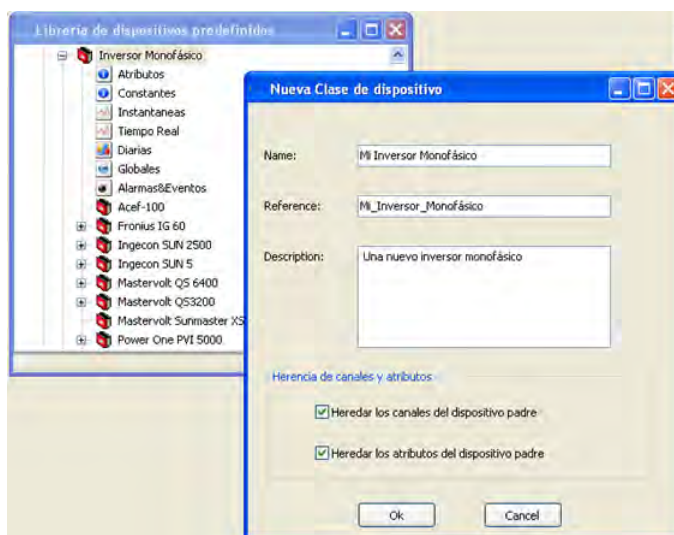 Librería de dispositivos predefinidos
Inversor Monofásico
Atributos
Constantes
Instantaneas
Tiempo Real
Diarias
Globales
Alarmas&Eventos
Acef-100
Fronius IG 60
Ingecon SUN 2500
Ingecon SUN 5
Mastervolt QS 6400
Mastervolt QS3200
Mastervolt Sunmaster XS
Power One PVI 5000
Nueva Clase de dispositivo
Name: Mi Inversor Monofásico
Reference: Mi_Inversor_Monofásico
Description: Una nuevo inversor monofásico
Herencia de canales y atributos
Heredar los canales del dispositivo padre
Heredar los atributos del dispositivo padre
Ok Cancel